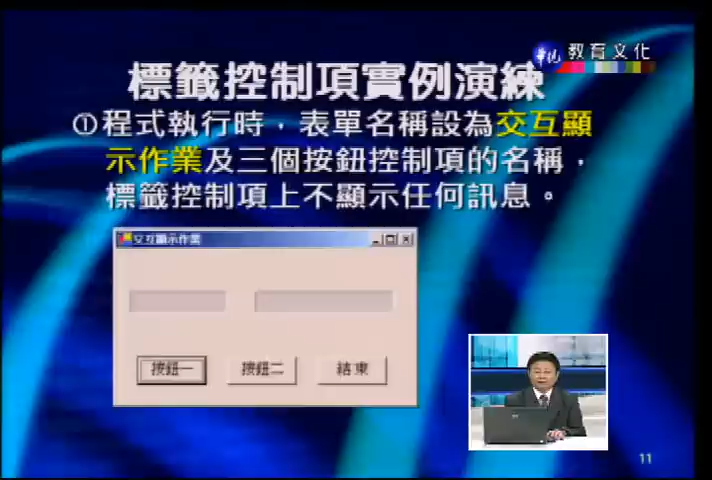 華視 教育文化
標籤控制項實例演練
①程式執行時，表單名稱設為交互顯
示作業及三個按鈕控制項的名稱，
標籤控制項上不顯示任何訊息。
交互顯示作業
按鈕一 按鈕二 結束
11